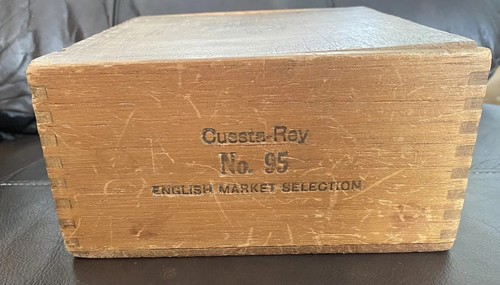 Cuesta-Rey
No. 95
ENGLISH MARKET SELECTION